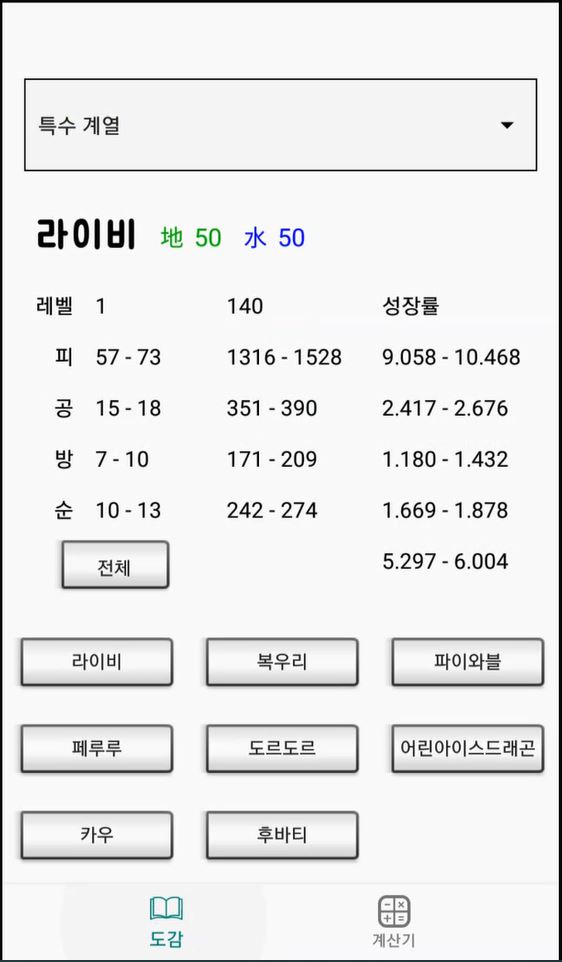 특수 계열
라이비 地 50 水 50
레벨 1 140 성장률
피 57 - 73 1316 - 1528 9.058 - 10.468
공 15 - 18 351 - 390 2.417 - 2.676
방 7 - 10 171 - 209 1.180 - 1.432
순 10 - 13 242 - 274 1.669 - 1.878
전체 5.297 - 6.004
라이비 복우리 파이와블
페루루 도르도르 어린아이스드래곤
카우 후바티
도감 계산기